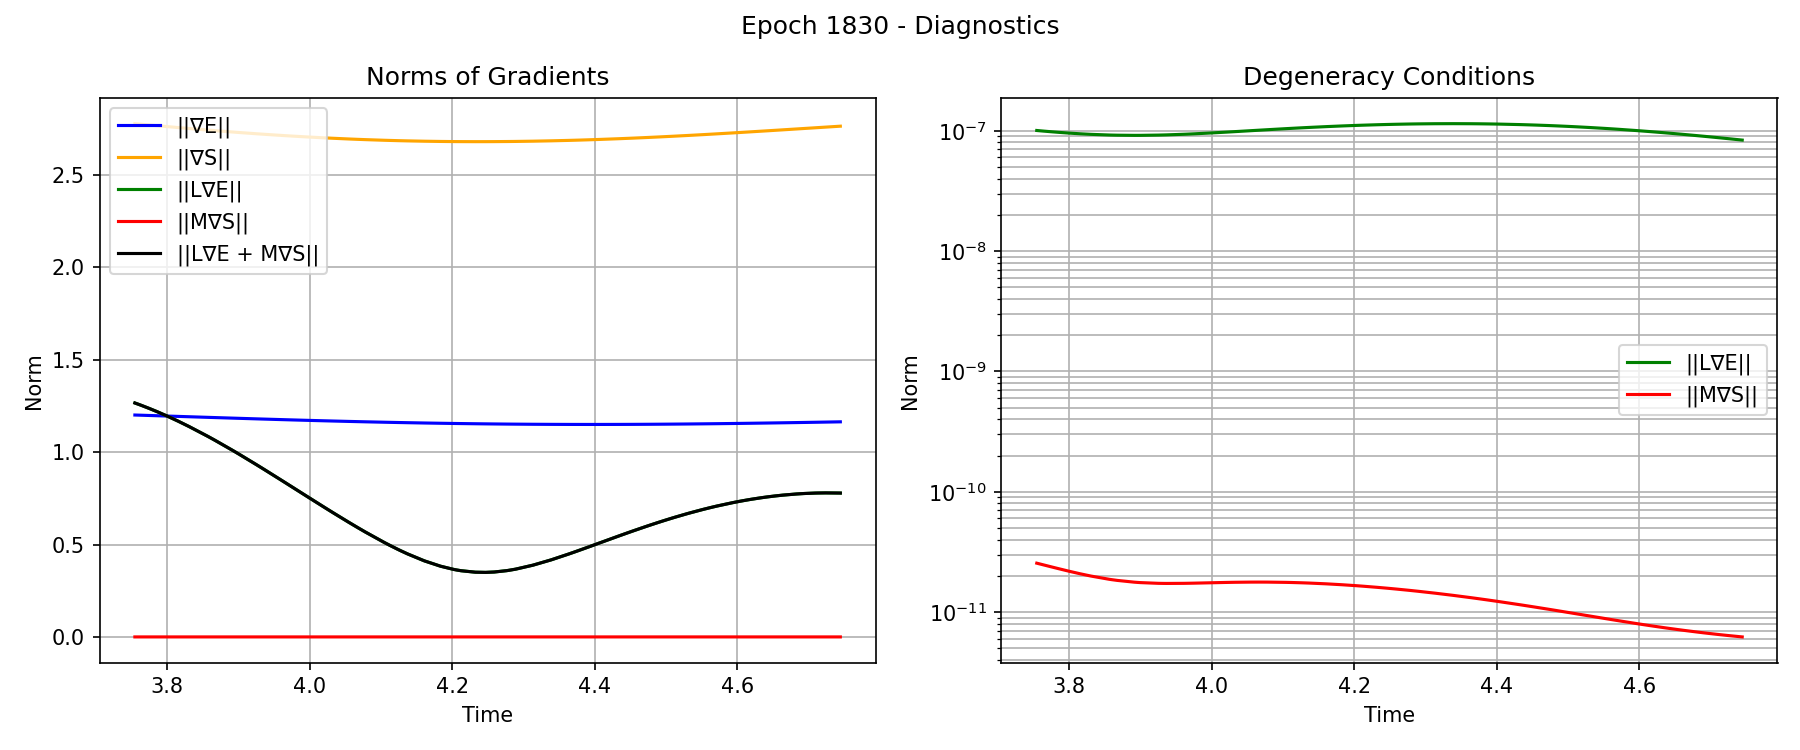 Epoch 1830 - Diagnostics
Norms of Gradients
||∇E||
||∇S||
||L∇E||
||M∇S||
||L∇E + M∇S||
2.5
2.0
1.5
1.0
0.5
0.0
Norm
3.8 4.0 4.2 4.4 4.6
Time
Degeneracy Conditions
10⁻⁷
10⁻⁸
10⁻⁹
10⁻¹⁰
10⁻¹¹
Norm
||L∇E||
||M∇S||
3.8 4.0 4.2 4.4 4.6
Time